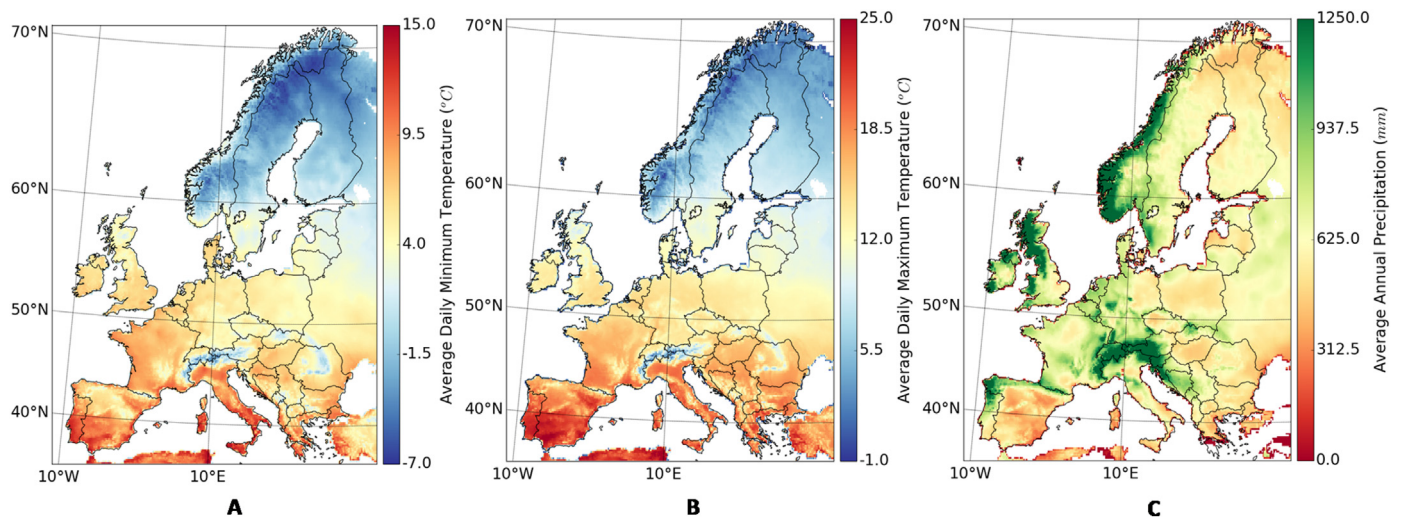 70°N
60°N
50°N
40°N
10°W
10°E
15.0
9.5
4.0
-1.5
-7.0
Average Daily Minimum Temperature (°C)
A
70°N
60°N
50°N
40°N
10°W
10°E
25.0
18.5
12.0
5.5
-1.0
Average Daily Maximum Temperature (°C)
B
70°N
60°N
50°N
40°N
10°W
10°E
1250.0
937.5
625.0
312.5
0.0
Average Annual Precipitation (mm)
C